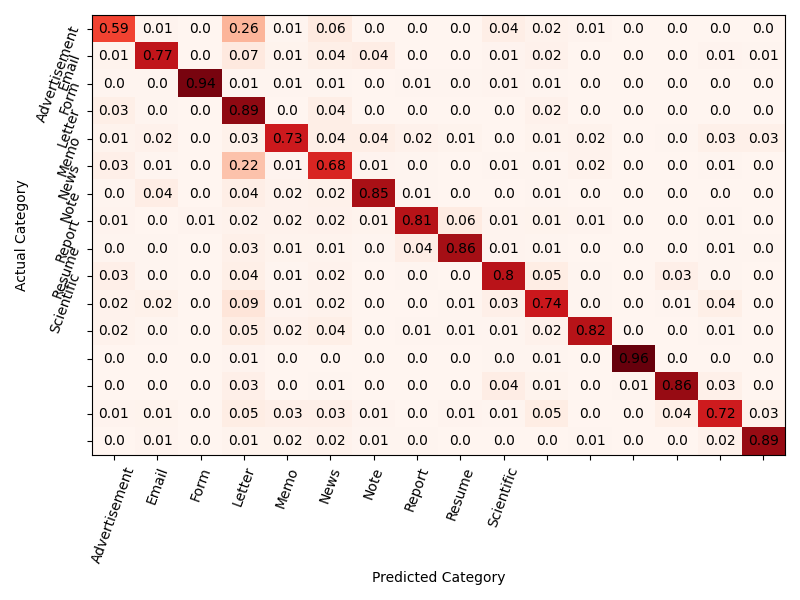 0.59 0.01 0.0 0.26 0.01 0.06 0.0 0.0 0.0 0.04 0.02 0.01 0.0 0.0 0.0 0.0
0.01 0.77 0.0 0.07 0.01 0.04 0.04 0.0 0.0 0.01 0.02 0.0 0.0 0.0 0.01 0.01
0.0 0.0 0.94 0.01 0.01 0.01 0.0 0.01 0.0 0.01 0.01 0.0 0.0 0.0 0.0 0.0
0.03 0.0 0.0 0.89 0.0 0.04 0.0 0.0 0.0 0.0 0.02 0.0 0.0 0.0 0.0 0.0
0.01 0.02 0.0 0.03 0.73 0.04 0.04 0.02 0.01 0.0 0.01 0.02 0.0 0.0 0.03 0.03
0.03 0.01 0.0 0.22 0.01 0.68 0.01 0.0 0.0 0.01 0.01 0.02 0.0 0.0 0.01 0.0
0.0 0.04 0.0 0.04 0.02 0.02 0.85 0.01 0.0 0.0 0.01 0.0 0.0 0.0 0.01 0.0
0.01 0.0 0.01 0.02 0.02 0.02 0.01 0.81 0.06 0.01 0.01 0.01 0.0 0.0 0.01 0.0
0.0 0.0 0.0 0.03 0.01 0.01 0.0 0.04 0.86 0.01 0.01 0.0 0.0 0.0 0.01 0.0
0.03 0.0 0.0 0.04 0.01 0.02 0.0 0.0 0.0 0.8 0.05 0.0 0.0 0.03 0.0 0.0
0.02 0.02 0.0 0.09 0.01 0.02 0.0 0.0 0.01 0.03 0.74 0.0 0.0 0.01 0.04 0.0
0.02 0.0 0.0 0.05 0.02 0.04 0.0 0.01 0.01 0.01 0.02 0.82 0.0 0.0 0.01 0.0
0.0 0.0 0.0 0.01 0.0 0.0 0.0 0.0 0.0 0.0 0.01 0.0 0.96 0.0 0.0 0.0
0.0 0.0 0.0 0.03 0.0 0.01 0.0 0.0 0.0 0.04 0.01 0.0 0.01 0.86 0.03 0.0
0.01 0.01 0.0 0.05 0.03 0.03 0.01 0.0 0.01 0.01 0.05 0.0 0.0 0.04 0.72 0.03
0.0 0.01 0.0 0.01 0.02 0.02 0.01 0.0 0.0 0.0 0.0 0.01 0.0 0.0 0.02 0.89
Advertisement
Email
Form
Letter
Memo
News
Note
Report
Resume
Scientific
Actual Category
Advertisement Email Form Letter Memo News Note Report Resume Scientific
Predicted Category